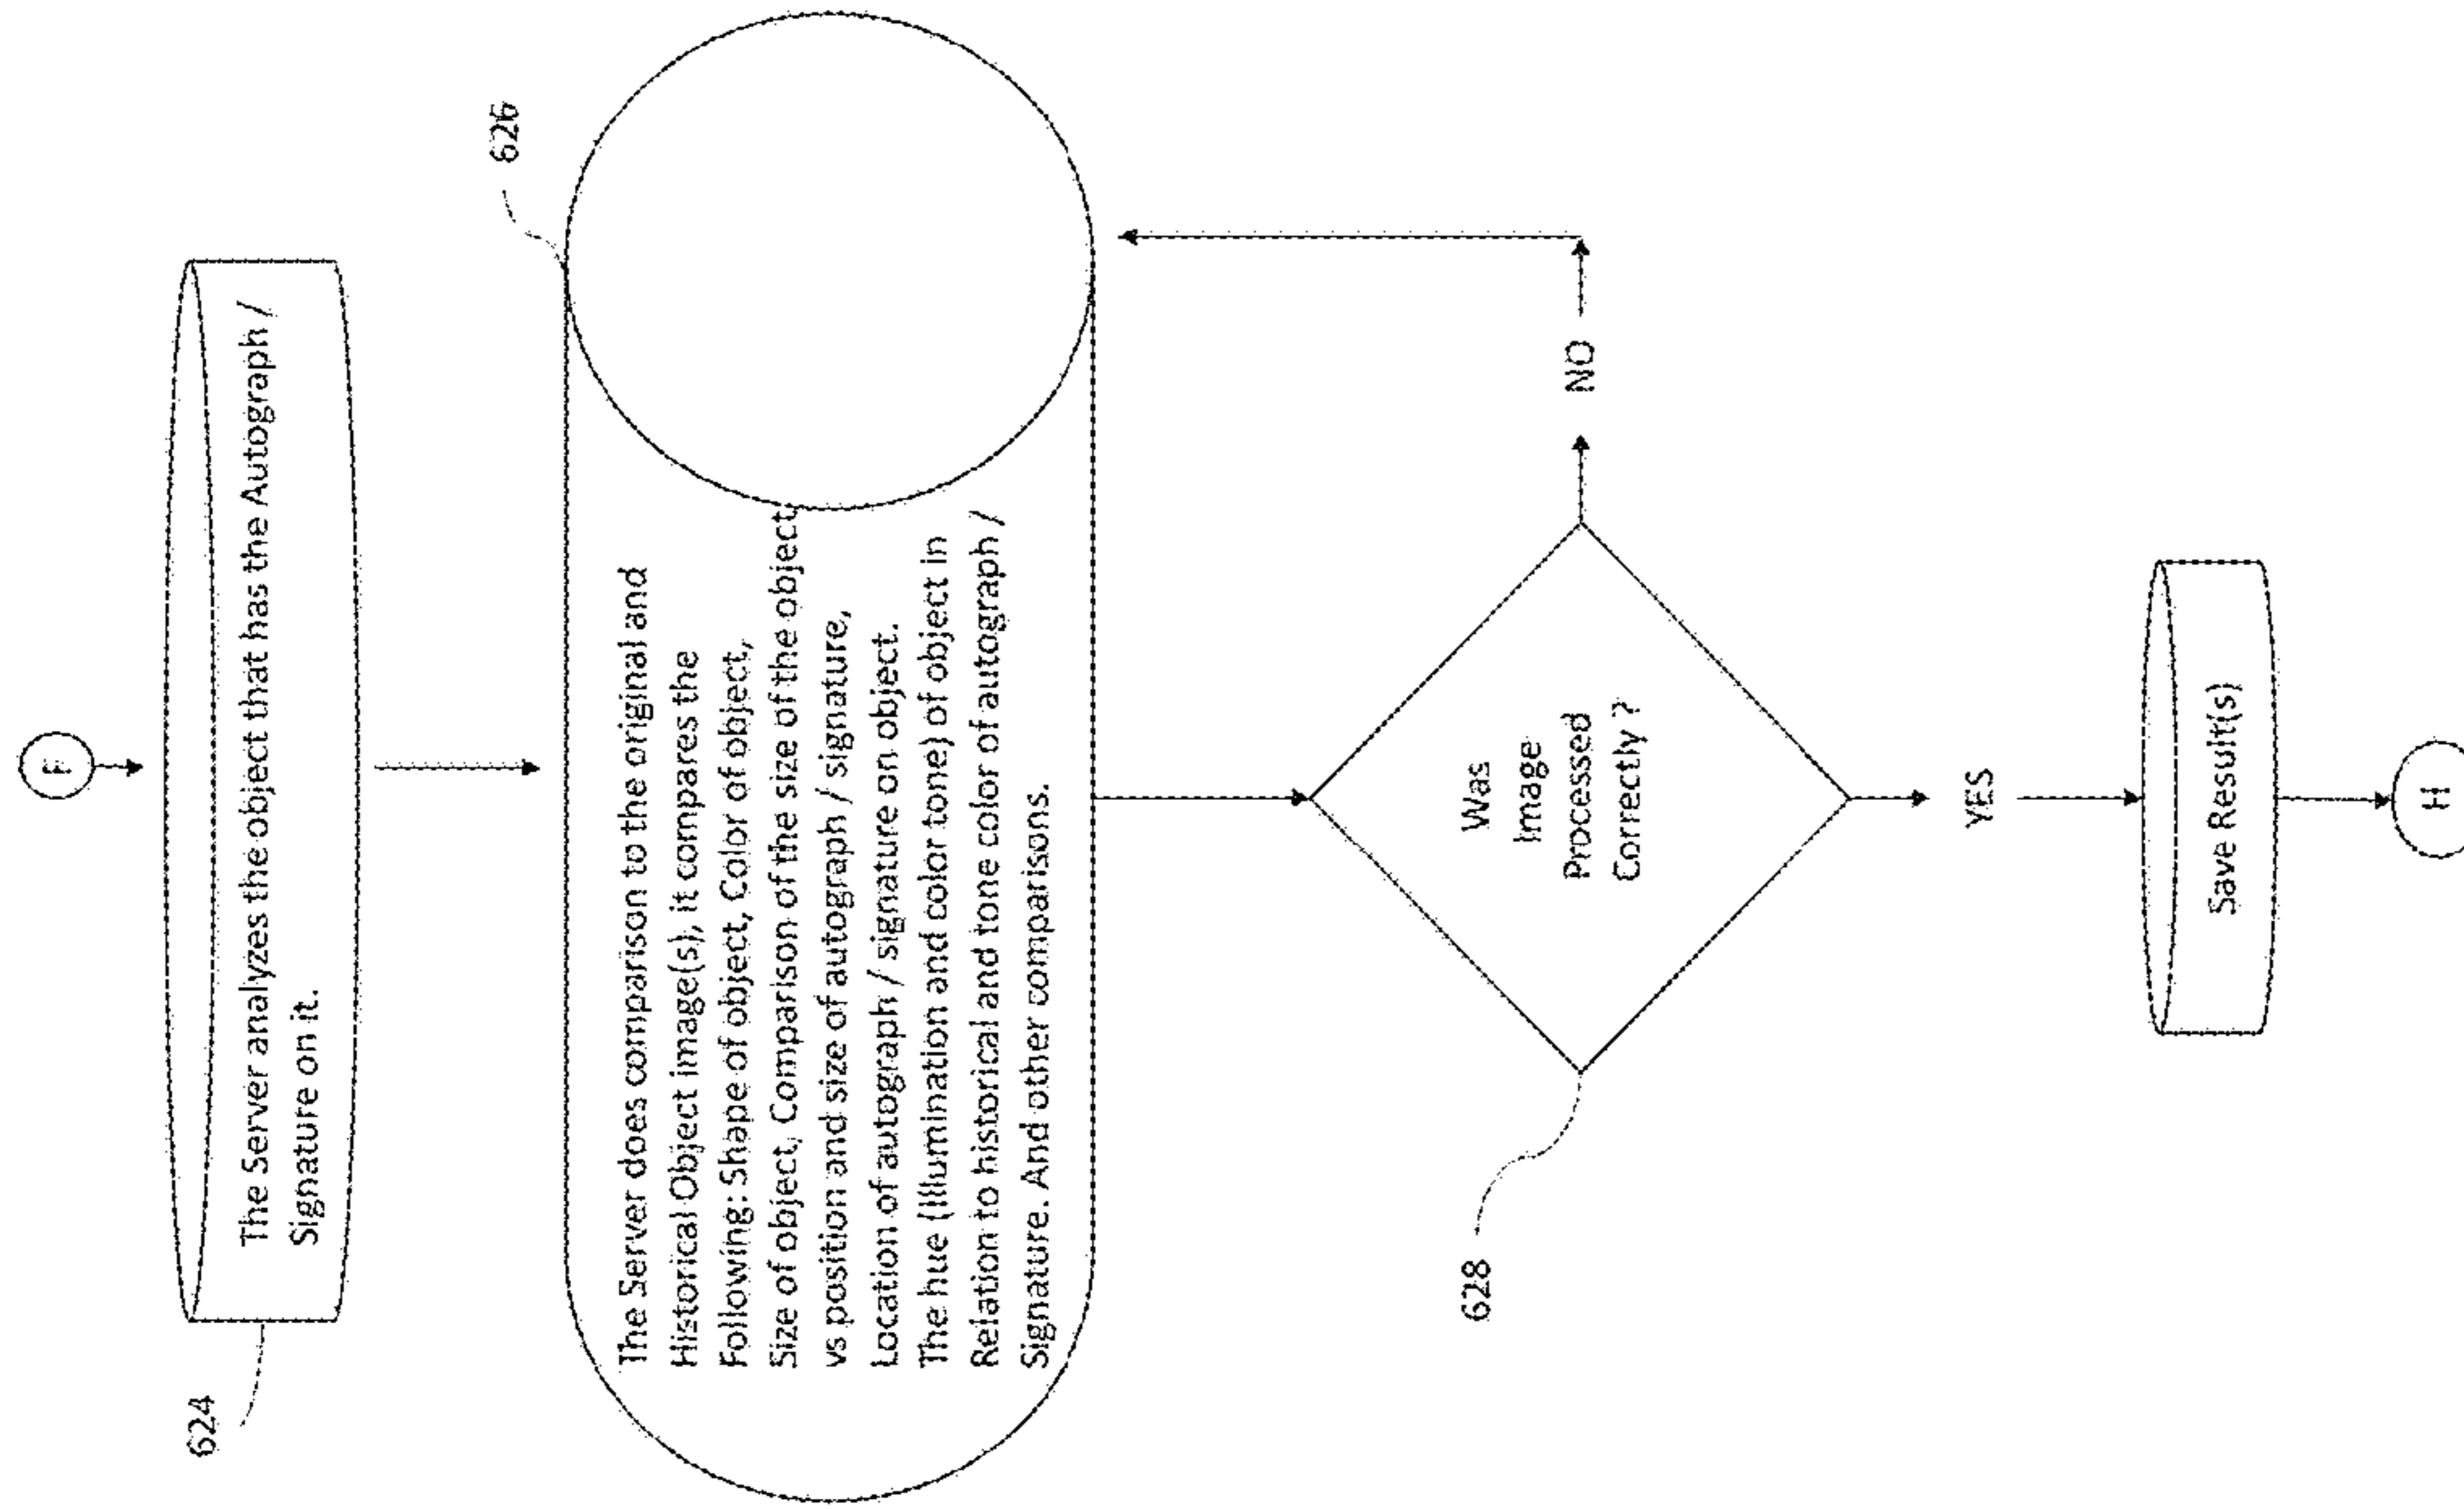 F
624
The Server analyzes the object that has the Autograph /
Signature on it.
626
The Server does comparison to the original and
Historical Object image(s), it compares the
Following: Shape of object, Color of object,
Size of object, Comparison of the size of the object
vs position and size of autograph / signature,
Location of autograph / signature on object.
The hue (Illumination and color tone) of object in
Relation to historical and tone color of autograph /
Signature. And other comparisons.
628
Was
Image
Processed
Correctly ?
NO
YES
Save Result(s)
H